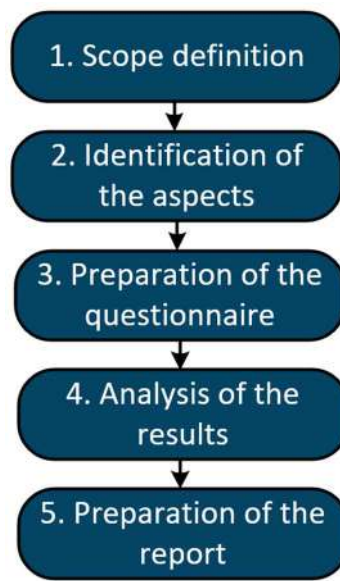 1. Scope definition
2. Identification of
the aspects
3. Preparation of the
questionnaire
4. Analysis of the
results
5. Preparation of the
report